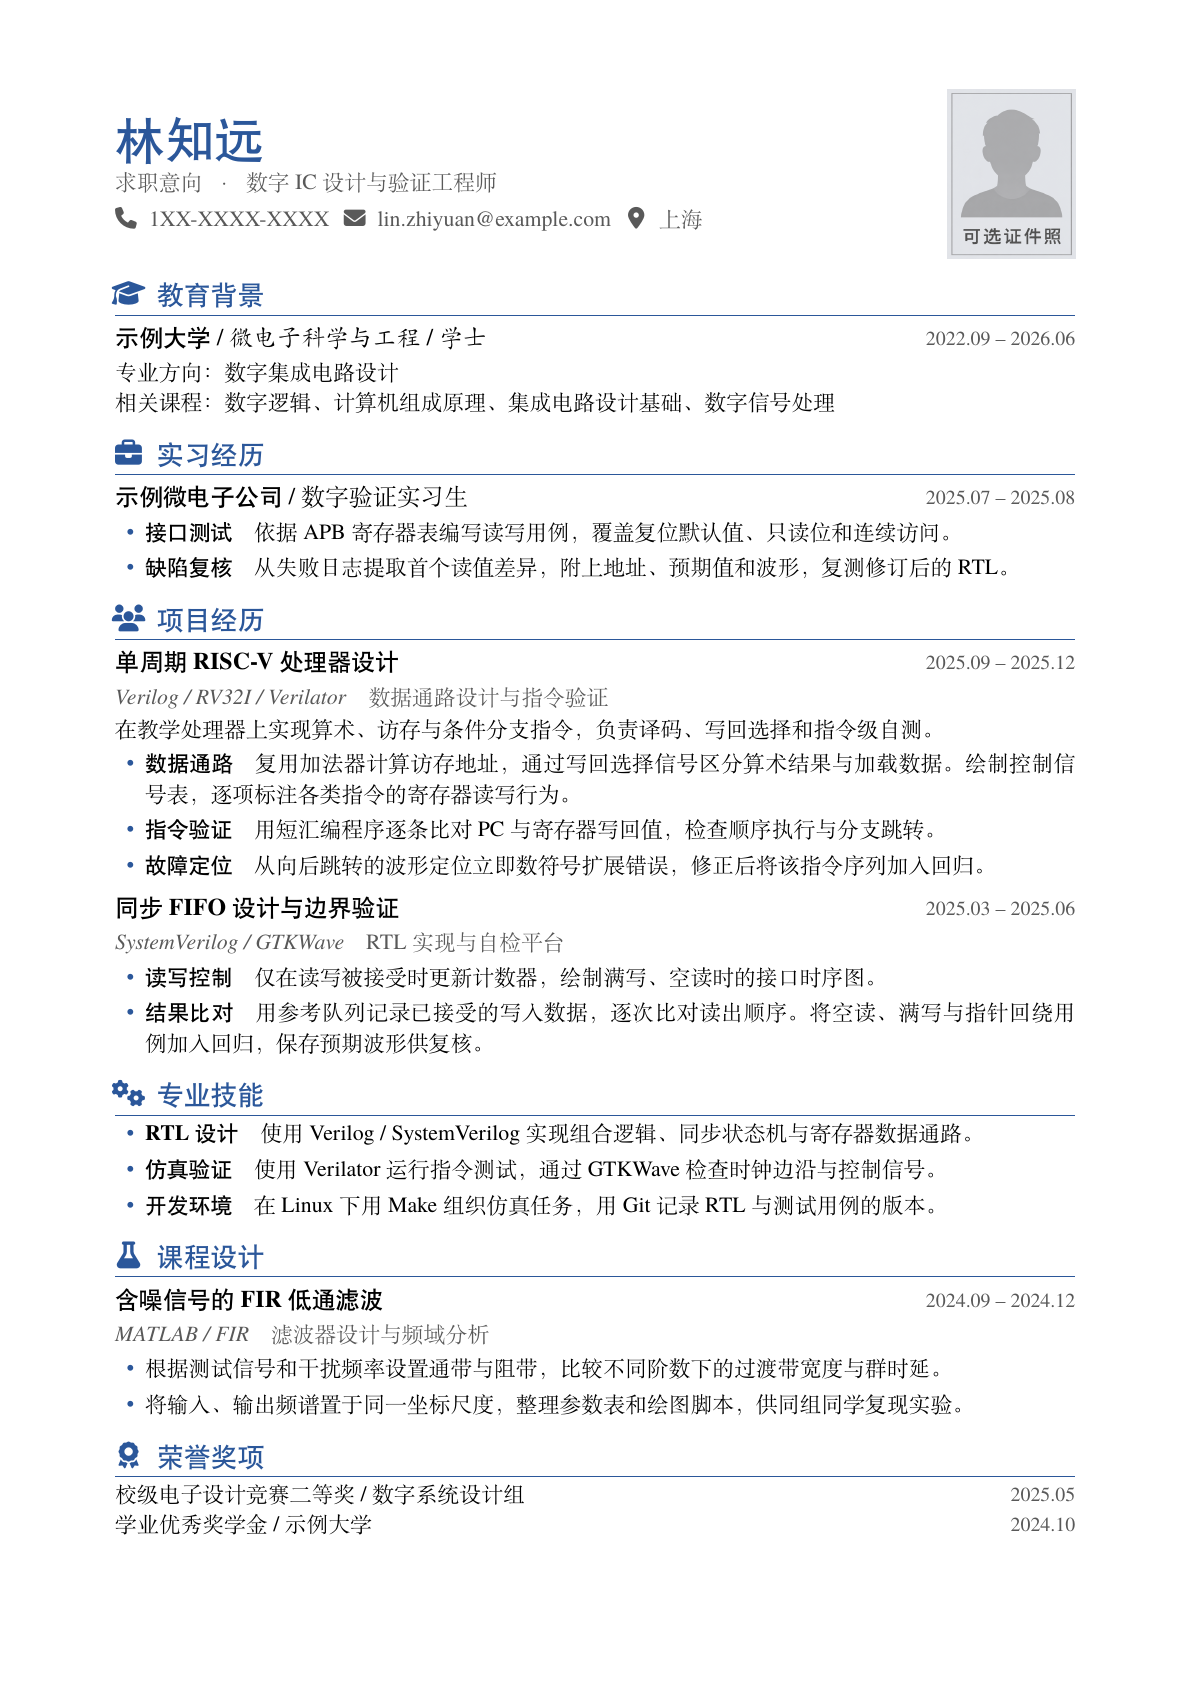 林知远
求职意向 · 数字 IC 设计与验证工程师
1XX-XXXX-XXXX lin.zhiyuan@example.com 上海
可选证件照
教育背景
示例大学 / 微电子科学与工程 / 学士 2022.09 – 2026.06
专业方向：数字集成电路设计
相关课程：数字逻辑、计算机组成原理、集成电路设计基础、数字信号处理
实习经历
示例微电子公司 / 数字验证实习生 2025.07 – 2025.08
• 接口测试 依据 APB 寄存器表编写读写用例，覆盖复位默认值、只读位和连续访问。
• 缺陷复核 从失败日志提取首个读值差异，附上地址、预期值和波形，复测修订后的 RTL。
项目经历
单周期 RISC-V 处理器设计 2025.09 – 2025.12
Verilog / RV32I / Verilator 数据通路设计与指令验证
在教学处理器上实现算术、访存与条件分支指令，负责译码、写回选择和指令级自测。
• 数据通路 复用加法器计算访存地址，通过写回选择信号区分算术结果与加载数据。绘制控制信
号表，逐项标注各类指令的寄存器读写行为。
• 指令验证 用短汇编程序逐条比对 PC 与寄存器写回值，检查顺序执行与分支跳转。
• 故障定位 从向后跳转的波形定位立即数符号扩展错误，修正后将该指令序列加入回归。
同步 FIFO 设计与边界验证 2025.03 – 2025.06
SystemVerilog / GTKWave RTL 实现与自检平台
• 读写控制 仅在读写被接受时更新计数器，绘制满写、空读时的接口时序图。
• 结果比对 用参考队列记录已接受的写入数据，逐次比对读出顺序。将空读、满写与指针回绕用
例加入回归，保存预期波形供复核。
专业技能
• RTL 设计 使用 Verilog / SystemVerilog 实现组合逻辑、同步状态机与寄存器数据通路。
• 仿真验证 使用 Verilator 运行指令测试，通过 GTKWave 检查时钟边沿与控制信号。
• 开发环境 在 Linux 下用 Make 组织仿真任务，用 Git 记录 RTL 与测试用例的版本。
课程设计
含噪信号的 FIR 低通滤波 2024.09 – 2024.12
MATLAB / FIR 滤波器设计与频域分析
• 根据测试信号和干扰频率设置通带与阻带，比较不同阶数下的过渡带宽度与群时延。
• 将输入、输出频谱置于同一坐标尺度，整理参数表和绘图脚本，供同组同学复现实验。
荣誉奖项
校级电子设计竞赛二等奖 / 数字系统设计组 2025.05
学业优秀奖学金 / 示例大学 2024.10